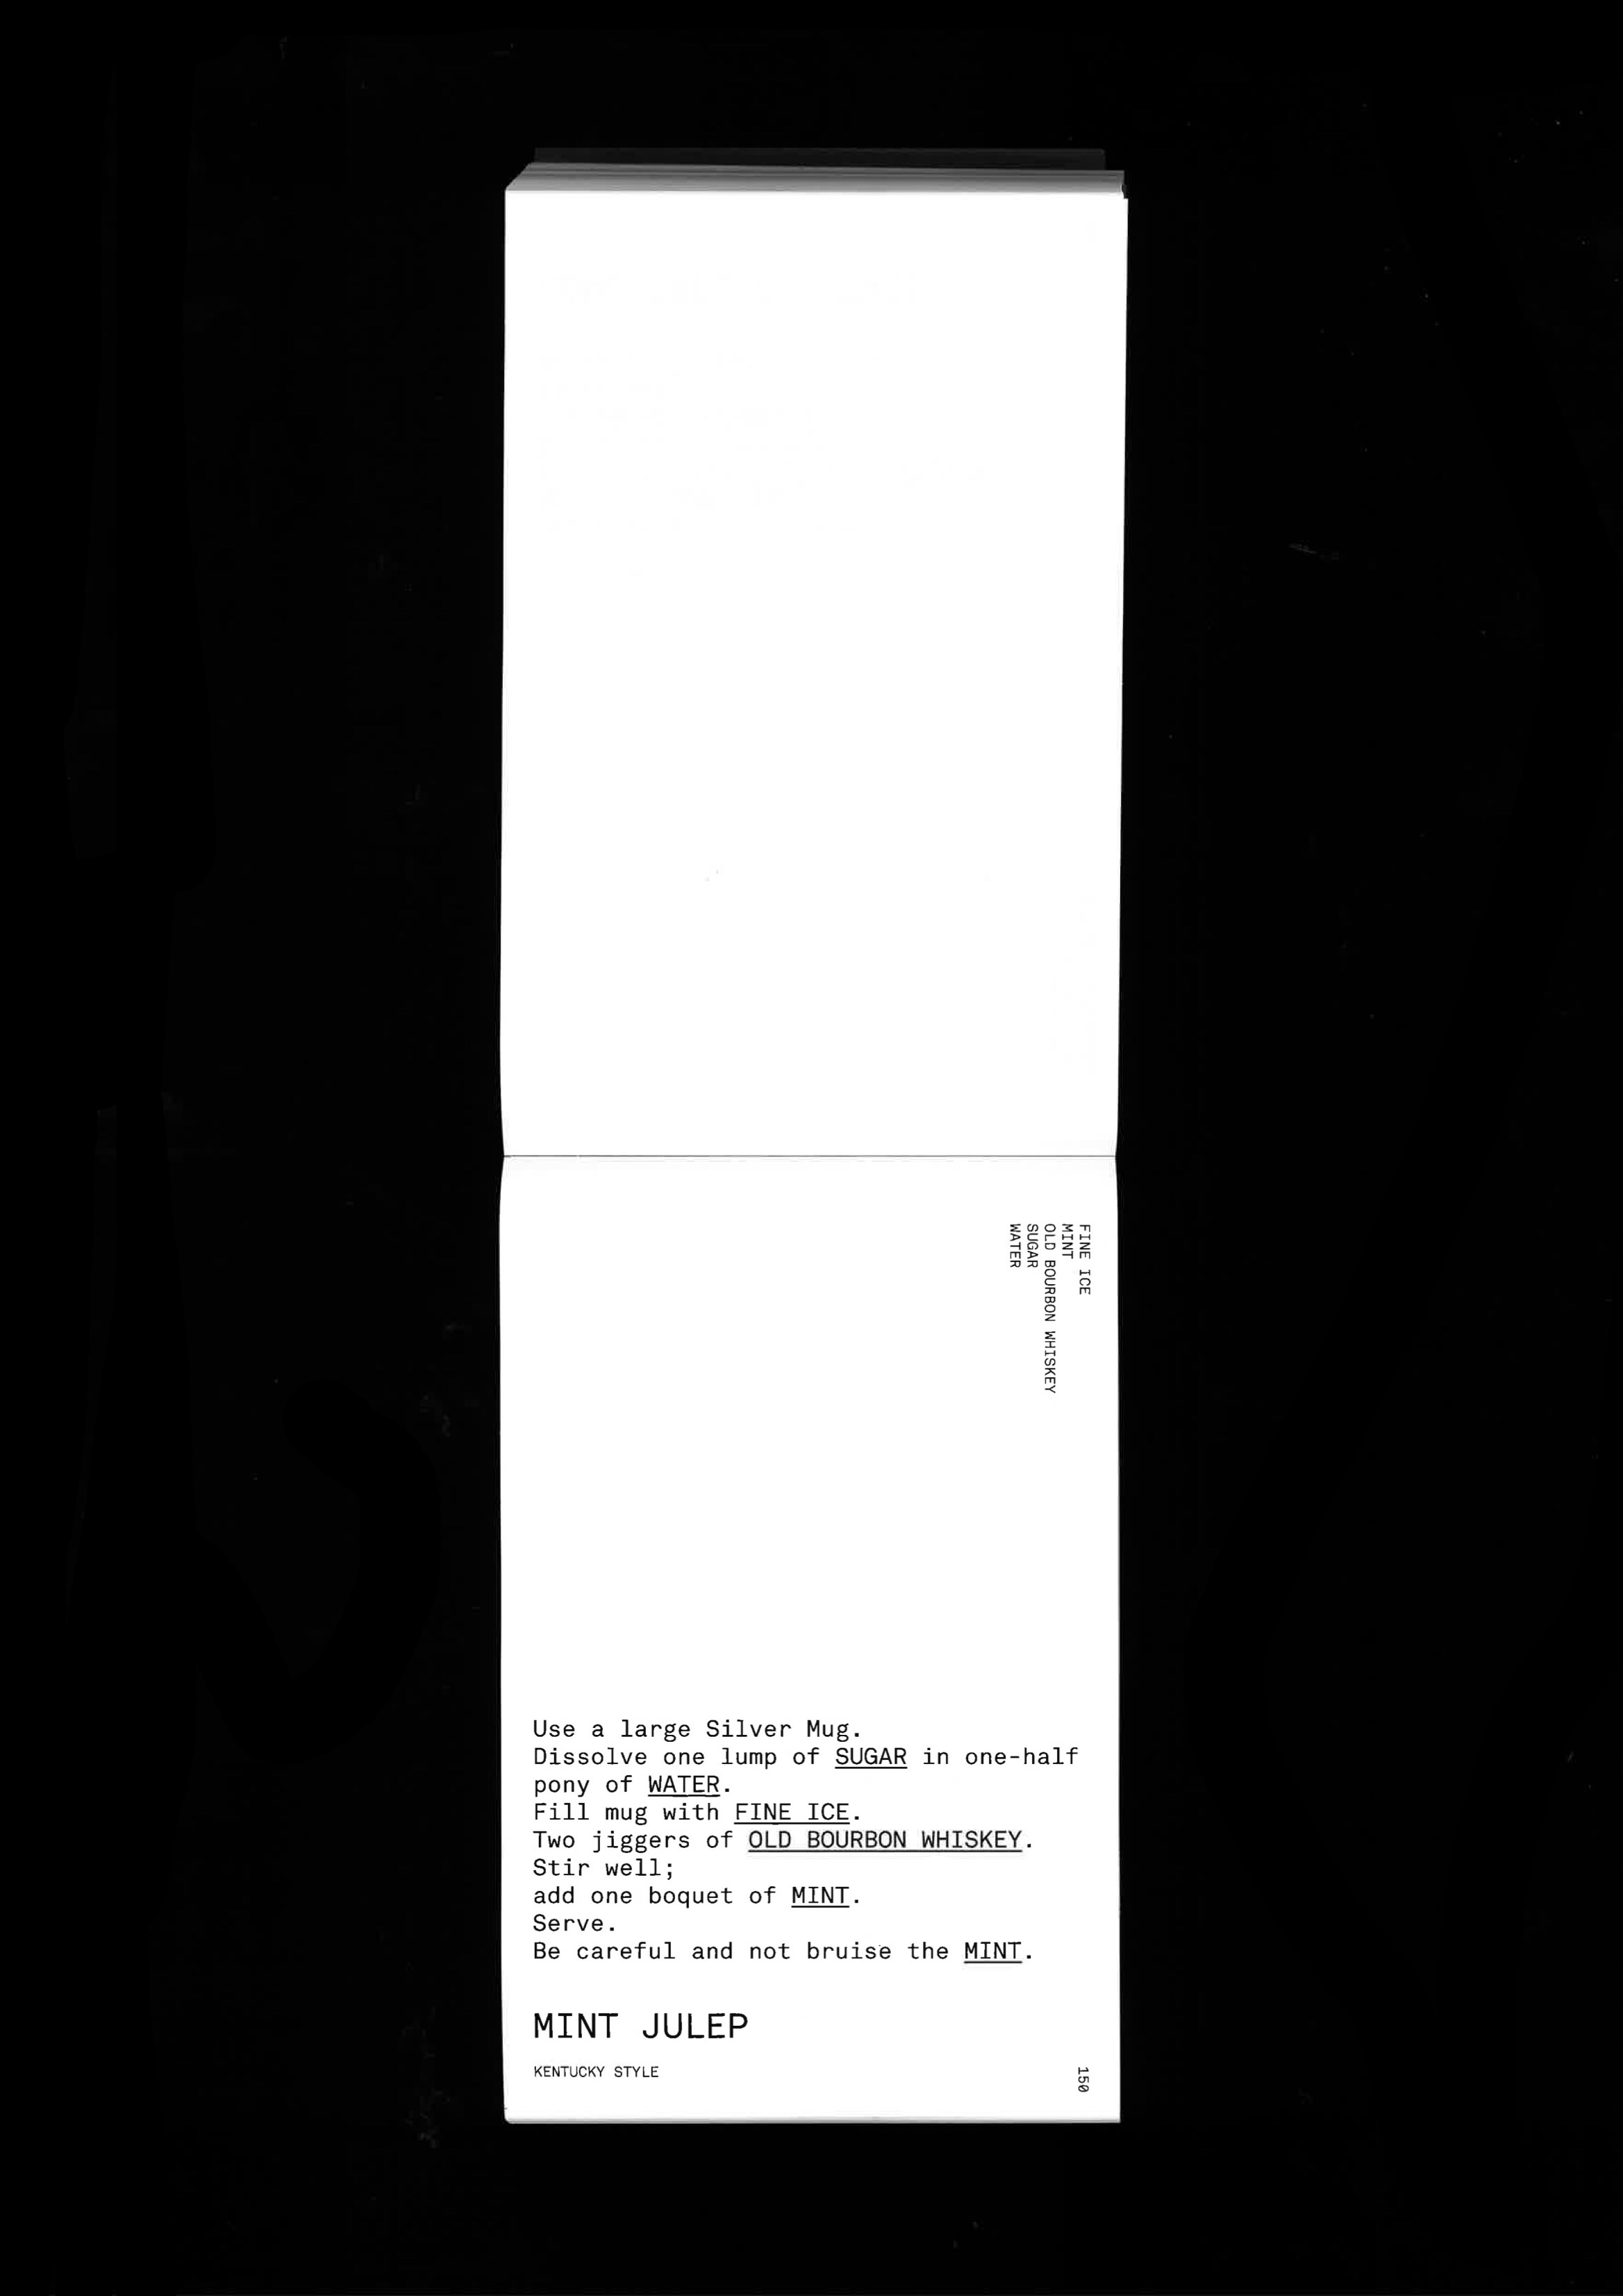 FINE ICE
MINT
OLD BOURBON WHISKEY
SUGAR
WATER
Use a large Silver Mug.
Dissolve one lump of SUGAR in one-half
pony of WATER.
Fill mug with FINE ICE.
Two jiggers of OLD BOURBON WHISKEY.
Stir well;
add one boquet of MINT.
Serve.
Be careful and not bruise the MINT.
MINT JULEP
KENTUCKY STYLE
150